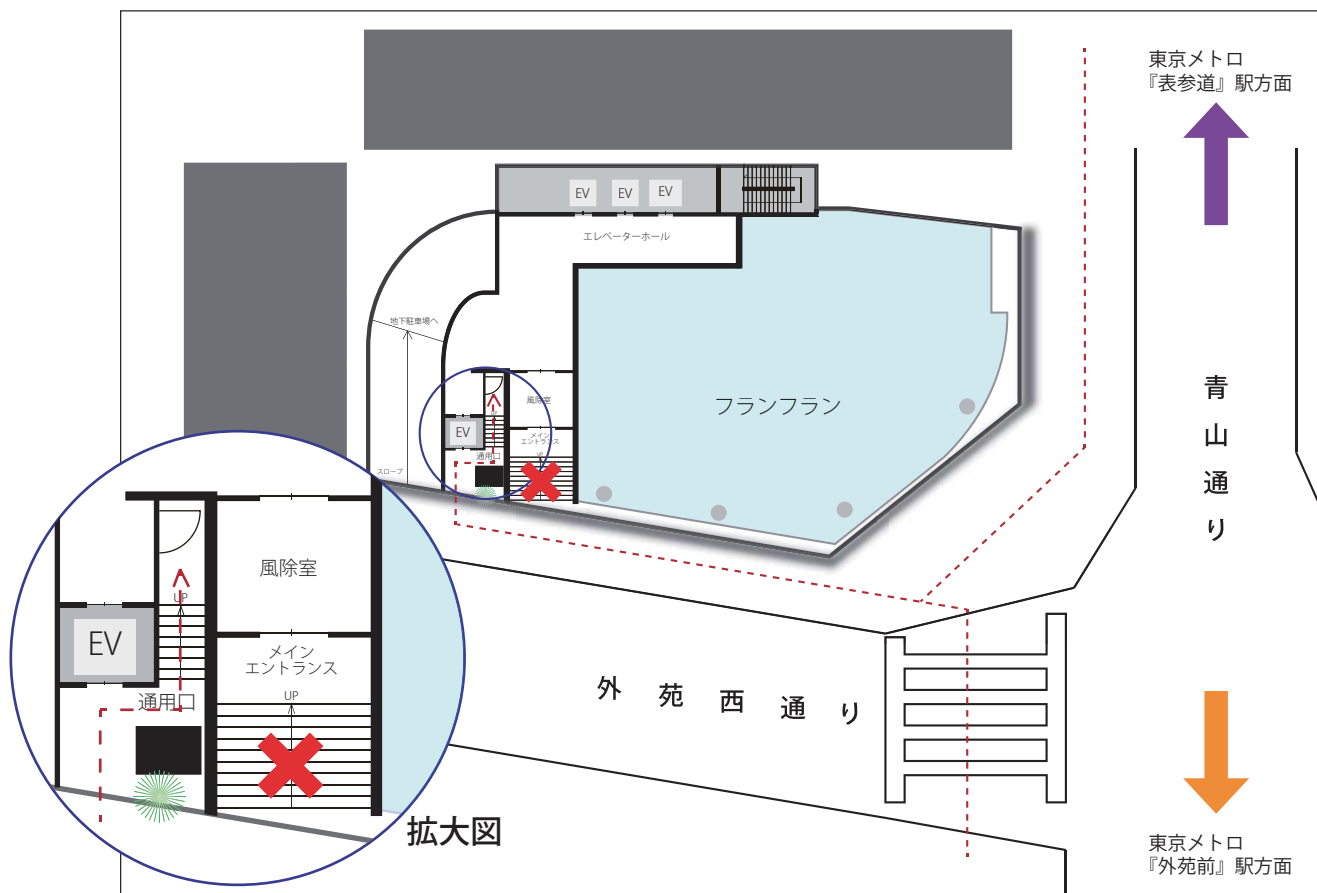 東京メトロ
『表参道』駅方面
EV
EV
EV
エレベーターホール
地下駐車場へ
風除室
フランフラン
UP
メイン
エントランス
EV
通用口
UP
スロープ
青山通り
風除室
UP
EV
メイン
エントランス
通用口
UP
外苑西通り
拡大図
東京メトロ
『外苑前』駅方面